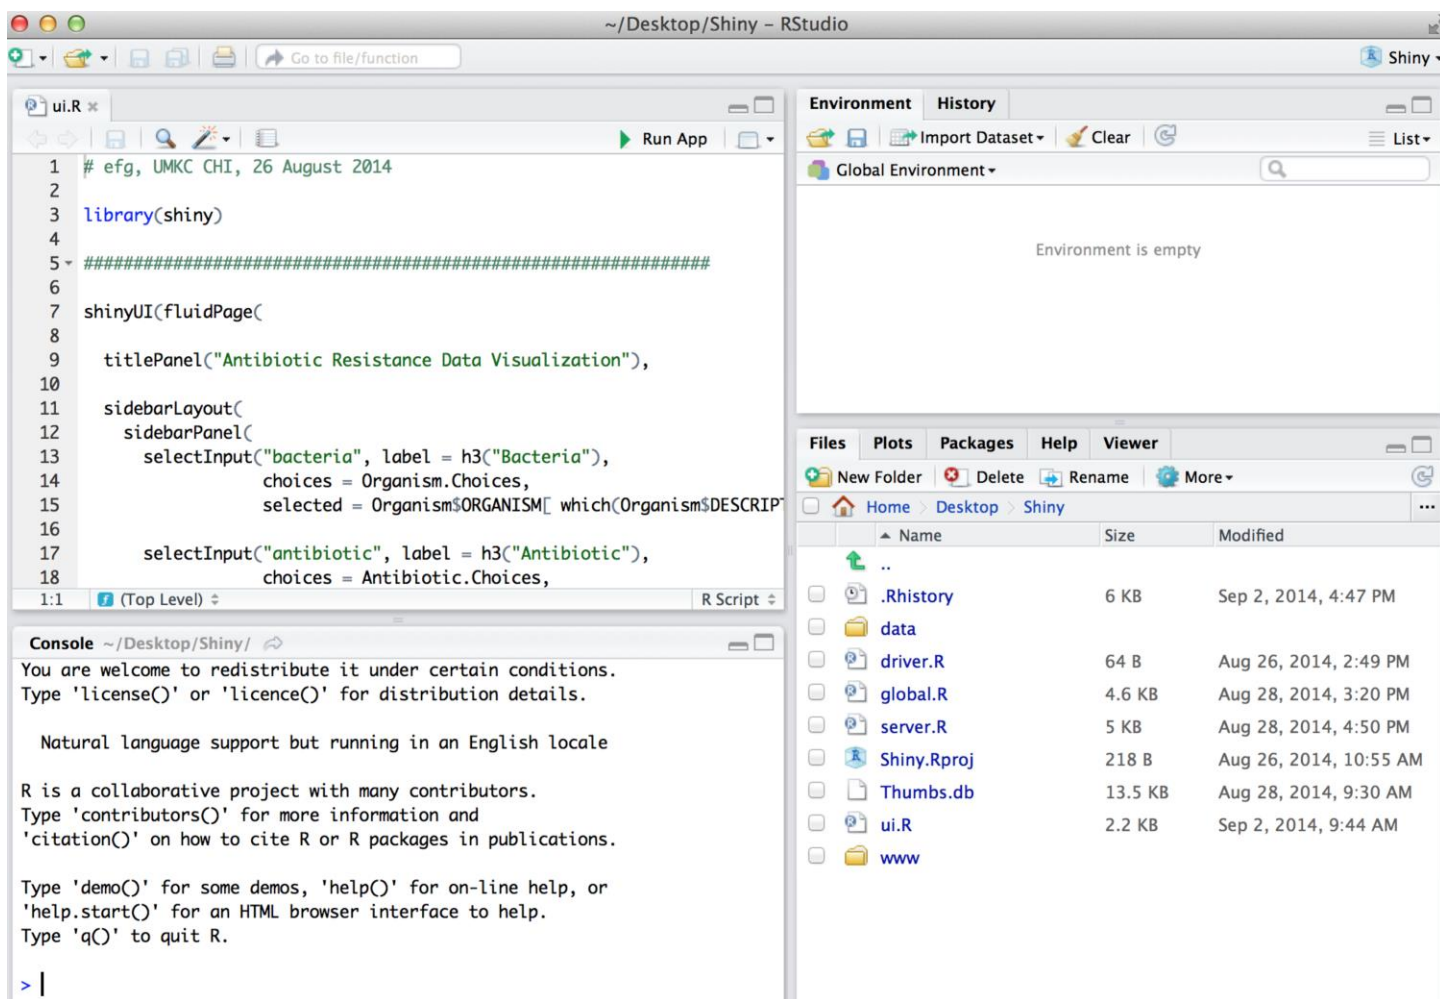 ~/Desktop/Shiny – RStudio
Go to file/function
Shiny
ui.R
Run App
1 # efg, UMKC CHI, 26 August 2014
2
3 library(shiny)
4
5 ###############################################################
6
7 shinyUI(fluidPage(
8
9 titlePanel("Antibiotic Resistance Data Visualization"),
10
11 sidebarLayout(
12 sidebarPanel(
13 selectInput("bacteria", label = h3("Bacteria"),
14 choices = Organism.Choices,
15 selected = Organism$ORGANISM[ which(Organism$DESCRIPT
16
17 selectInput("antibiotic", label = h3("Antibiotic"),
18 choices = Antibiotic.Choices,
1:1 (Top Level) R Script
Console ~/Desktop/Shiny/
You are welcome to redistribute it under certain conditions.
Type 'license()' or 'licence()' for distribution details.
Natural language support but running in an English locale
R is a collaborative project with many contributors.
Type 'contributors()' for more information and
'citation()' on how to cite R or R packages in publications.
Type 'demo()' for some demos, 'help()' for on-line help, or
'help.start()' for an HTML browser interface to help.
Type 'q()' to quit R.
>
Environment History
Import Dataset Clear List
Global Environment
Environment is empty
Files Plots Packages Help Viewer
New Folder Delete Rename More
Home Desktop Shiny ...
Name Size Modified
..
.Rhistory 6 KB Sep 2, 2014, 4:47 PM
data
driver.R 64 B Aug 26, 2014, 2:49 PM
global.R 4.6 KB Aug 28, 2014, 3:20 PM
server.R 5 KB Aug 28, 2014, 4:50 PM
Shiny.Rproj 218 B Aug 26, 2014, 10:55 AM
Thumbs.db 13.5 KB Aug 28, 2014, 9:30 AM
ui.R 2.2 KB Sep 2, 2014, 9:44 AM
www